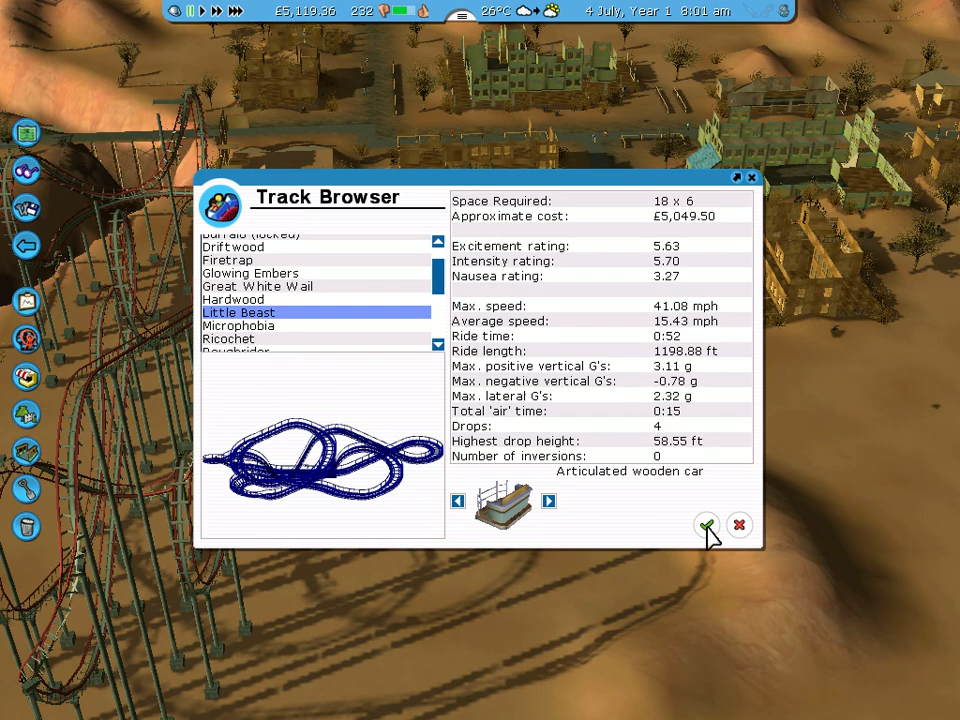 £5,119.36 232 26°C 4 July, Year 1 8:01 am
Track Browser
Buffalo (locked)
Driftwood
Firetrap
Glowing Embers
Great White Wail
Hardwood
Little Beast
Microphobia
Ricochet
Roughrider
Space Required: 18 x 6
Approximate cost: £5,049.50
Excitement rating: 5.63
Intensity rating: 5.70
Nausea rating: 3.27
Max. speed: 41.08 mph
Average speed: 15.43 mph
Ride time: 0:52
Ride length: 1198.88 ft
Max. positive vertical G's: 3.11 g
Max. negative vertical G's: -0.78 g
Max. lateral G's: 2.32 g
Total 'air' time: 0:15
Drops: 4
Highest drop height: 58.55 ft
Number of inversions: 0
Articulated wooden car